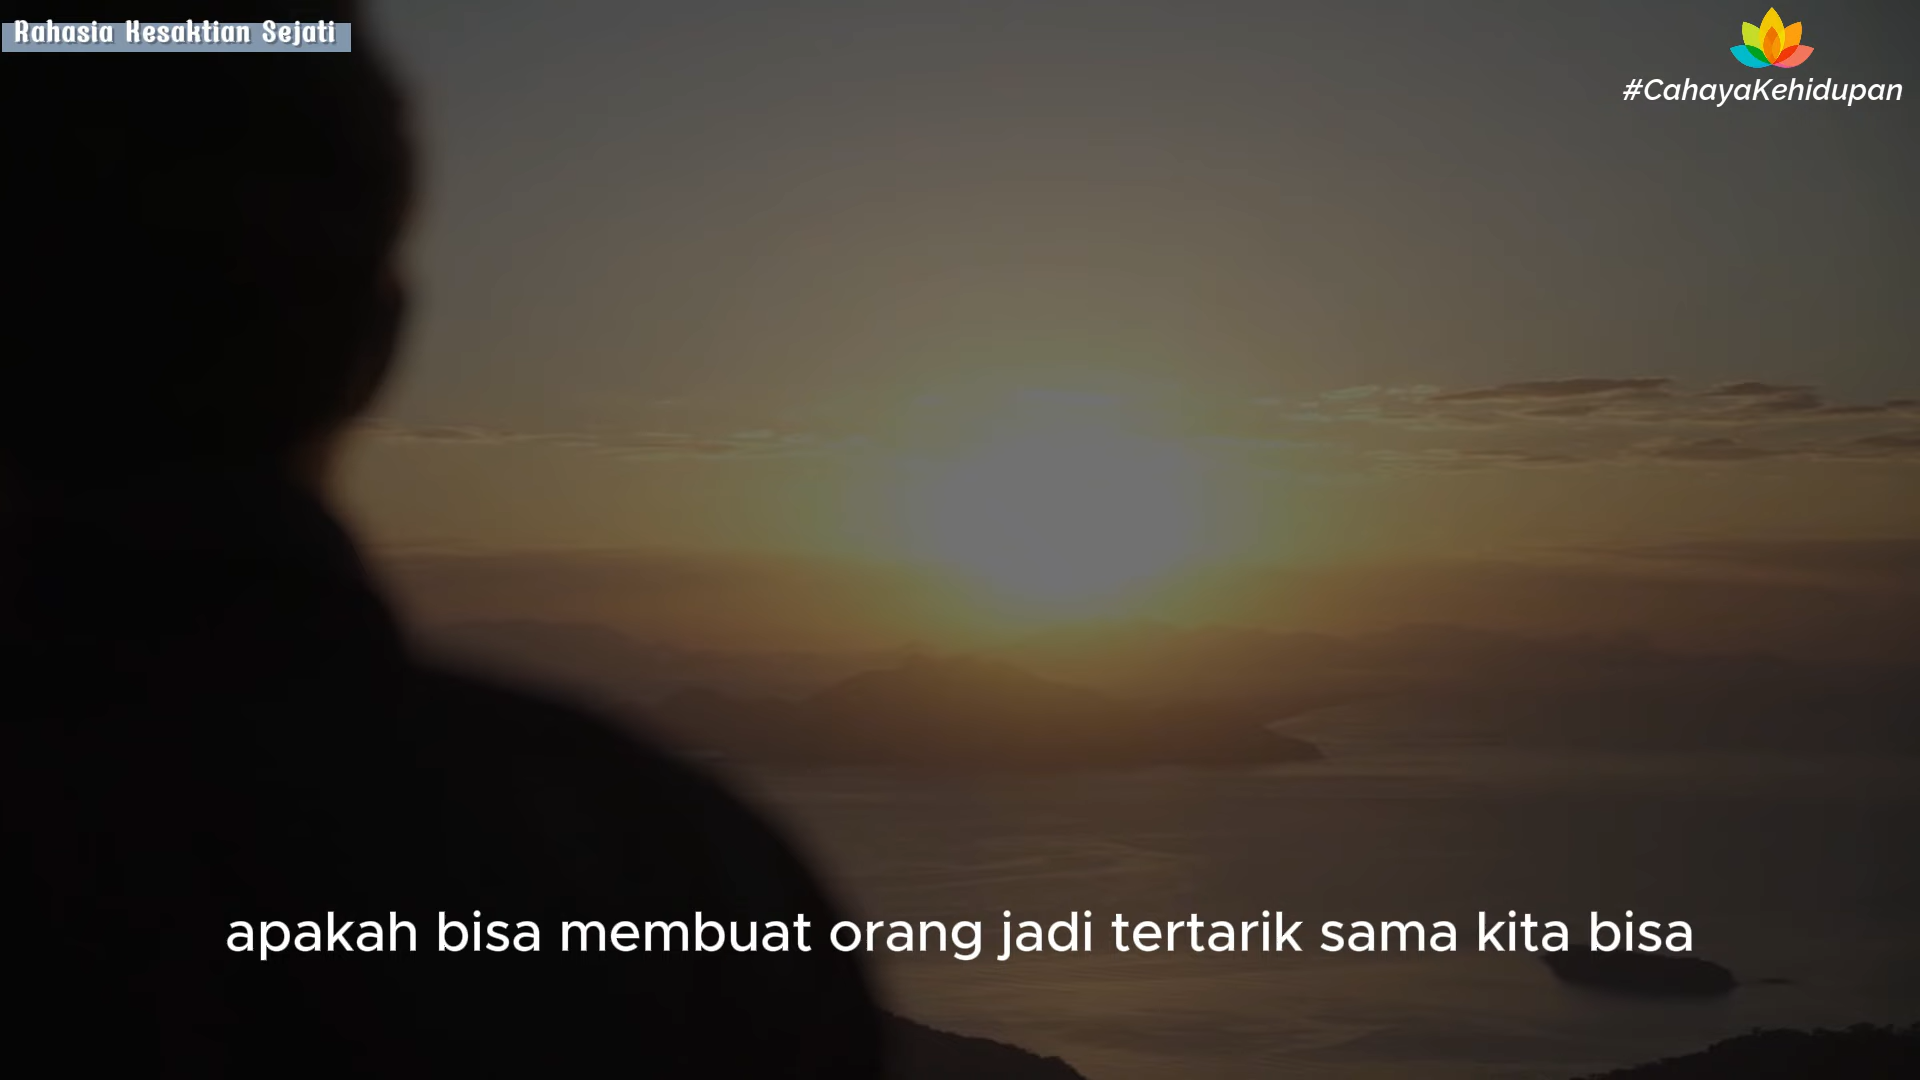 Rahasia Kesaktian Sejati
#CahayaKehidupan
apakah bisa membuat orang jadi tertarik sama kita bisa